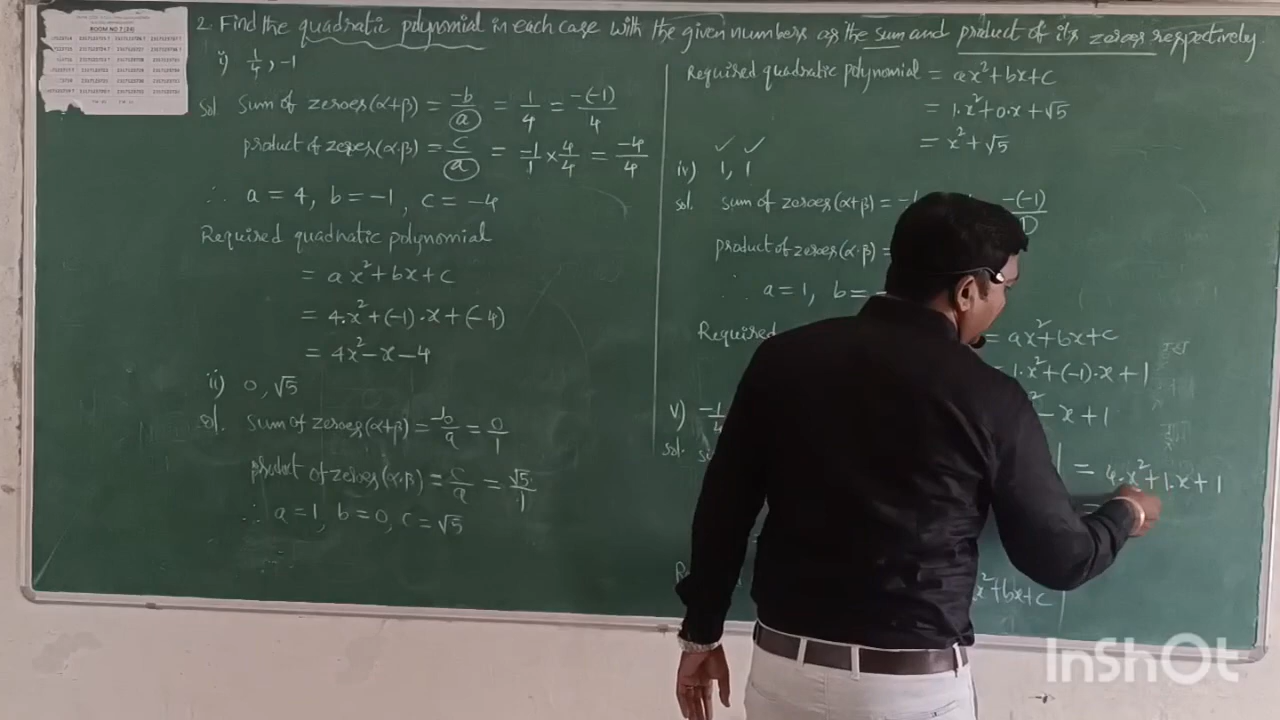 ROOM NO 7 (24)
2. Find the quadratic polynomial in each case with the given numbers as the sum and product of its zeroes respectively.
i) 1/4, -1
Sol. Sum of zeroes (α+β) = -b/a = 1/4 = -(-1)/4
product of zeroes (α.β) = c/a = -1/1 × 4/4 = -4/4
∴ a = 4, b = -1, c = -4
Required quadratic polynomial
= ax²+bx+c
= 4.x²+(-1).x+(-4)
= 4x²-x-4
ii) 0, √5
Sol. Sum of zeroes (α+β) = -b/a = 0/1
product of zeroes (α.β) = c/a = √5/1
∴ a = 1, b = 0, c = √5
Required quadratic polynomial = ax²+bx+c
= 1.x²+0.x+√5
= x²+√5
iv) 1, 1
Sol. Sum of zeroes (α+β) = -(-1)/1
product of zeroes (α.β) =
∴ a = 1, b =
Required = ax²+bx+c
= 1.x²+(-1).x+1
- x+1
v) -1/4
Sol.
= 4.x²+1.x+1
=
x²+bx+c
InShOt